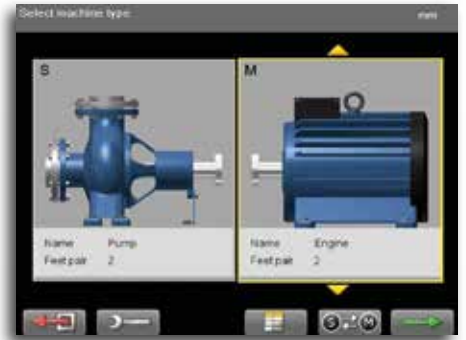 Select machine type
mm
S
M
Name Pump
Feet pair 2
Name Engine
Feet pair 2
S M